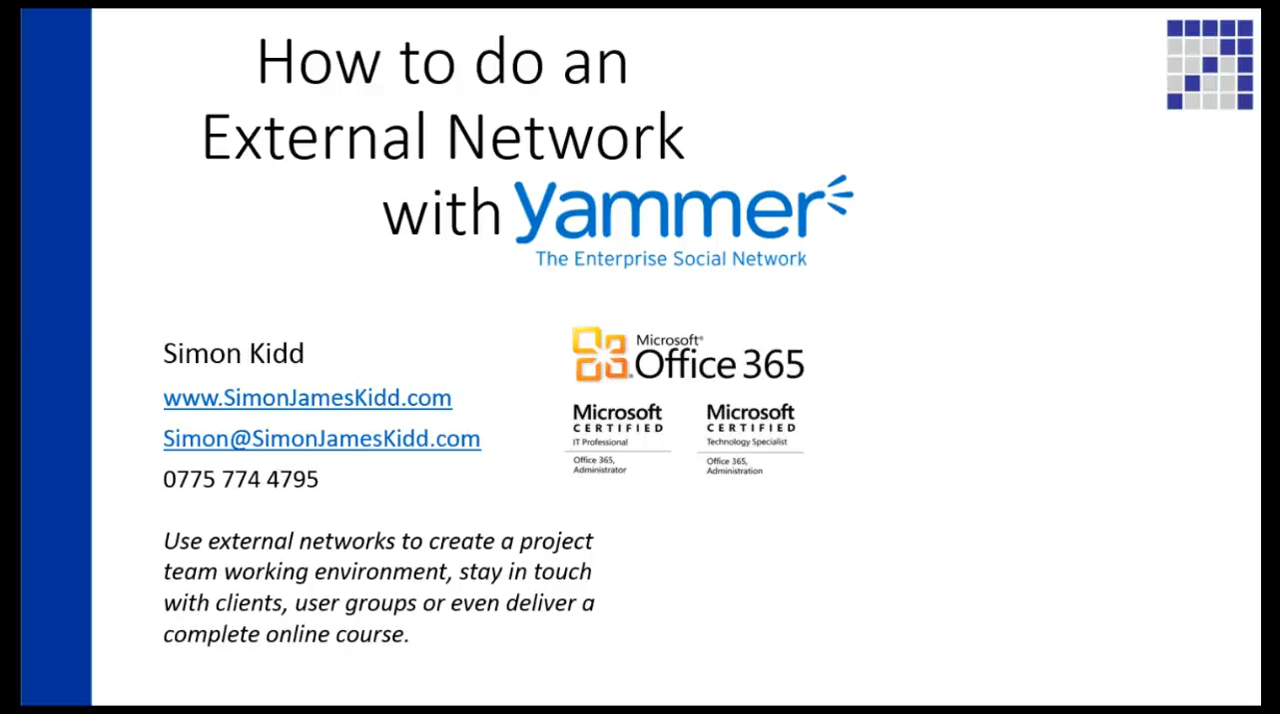 How to do an
External Network
with yammer
The Enterprise Social Network
Simon Kidd
www.SimonJamesKidd.com
Simon@SimonJamesKidd.com
0775 774 4795
Microsoft®
Office 365
Microsoft
CERTIFIED
IT Professional
Office 365,
Administrator
Microsoft
CERTIFIED
Technology Specialist
Office 365,
Administration
Use external networks to create a project
team working environment, stay in touch
with clients, user groups or even deliver a
complete online course.